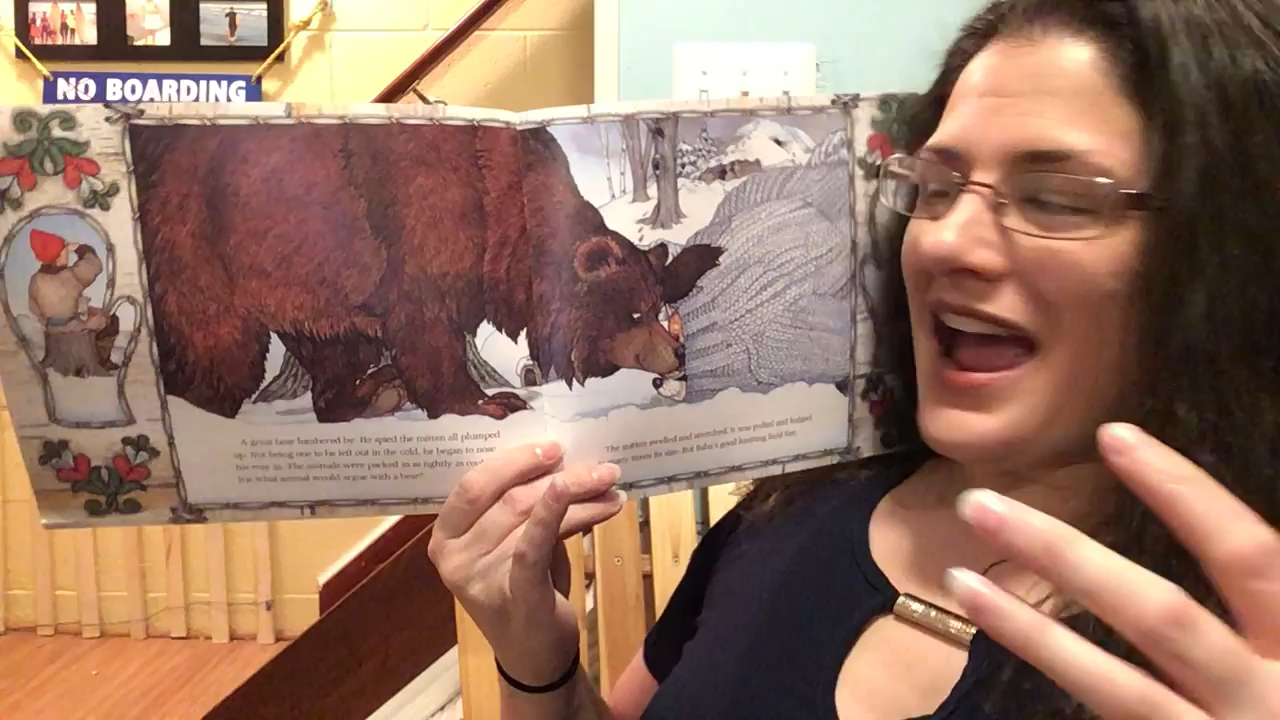 NO BOARDING
A great bear lumbered by. He spied the mitten all plumped
up. Not being one to be left out in the cold, he began to nose
his way in. The animals were packed in as tightly as
but what animal would argue with a bear?
The mitten swelled and stretched. It was pulled and bulged
many times its size. But Baba's good knitting held fast.